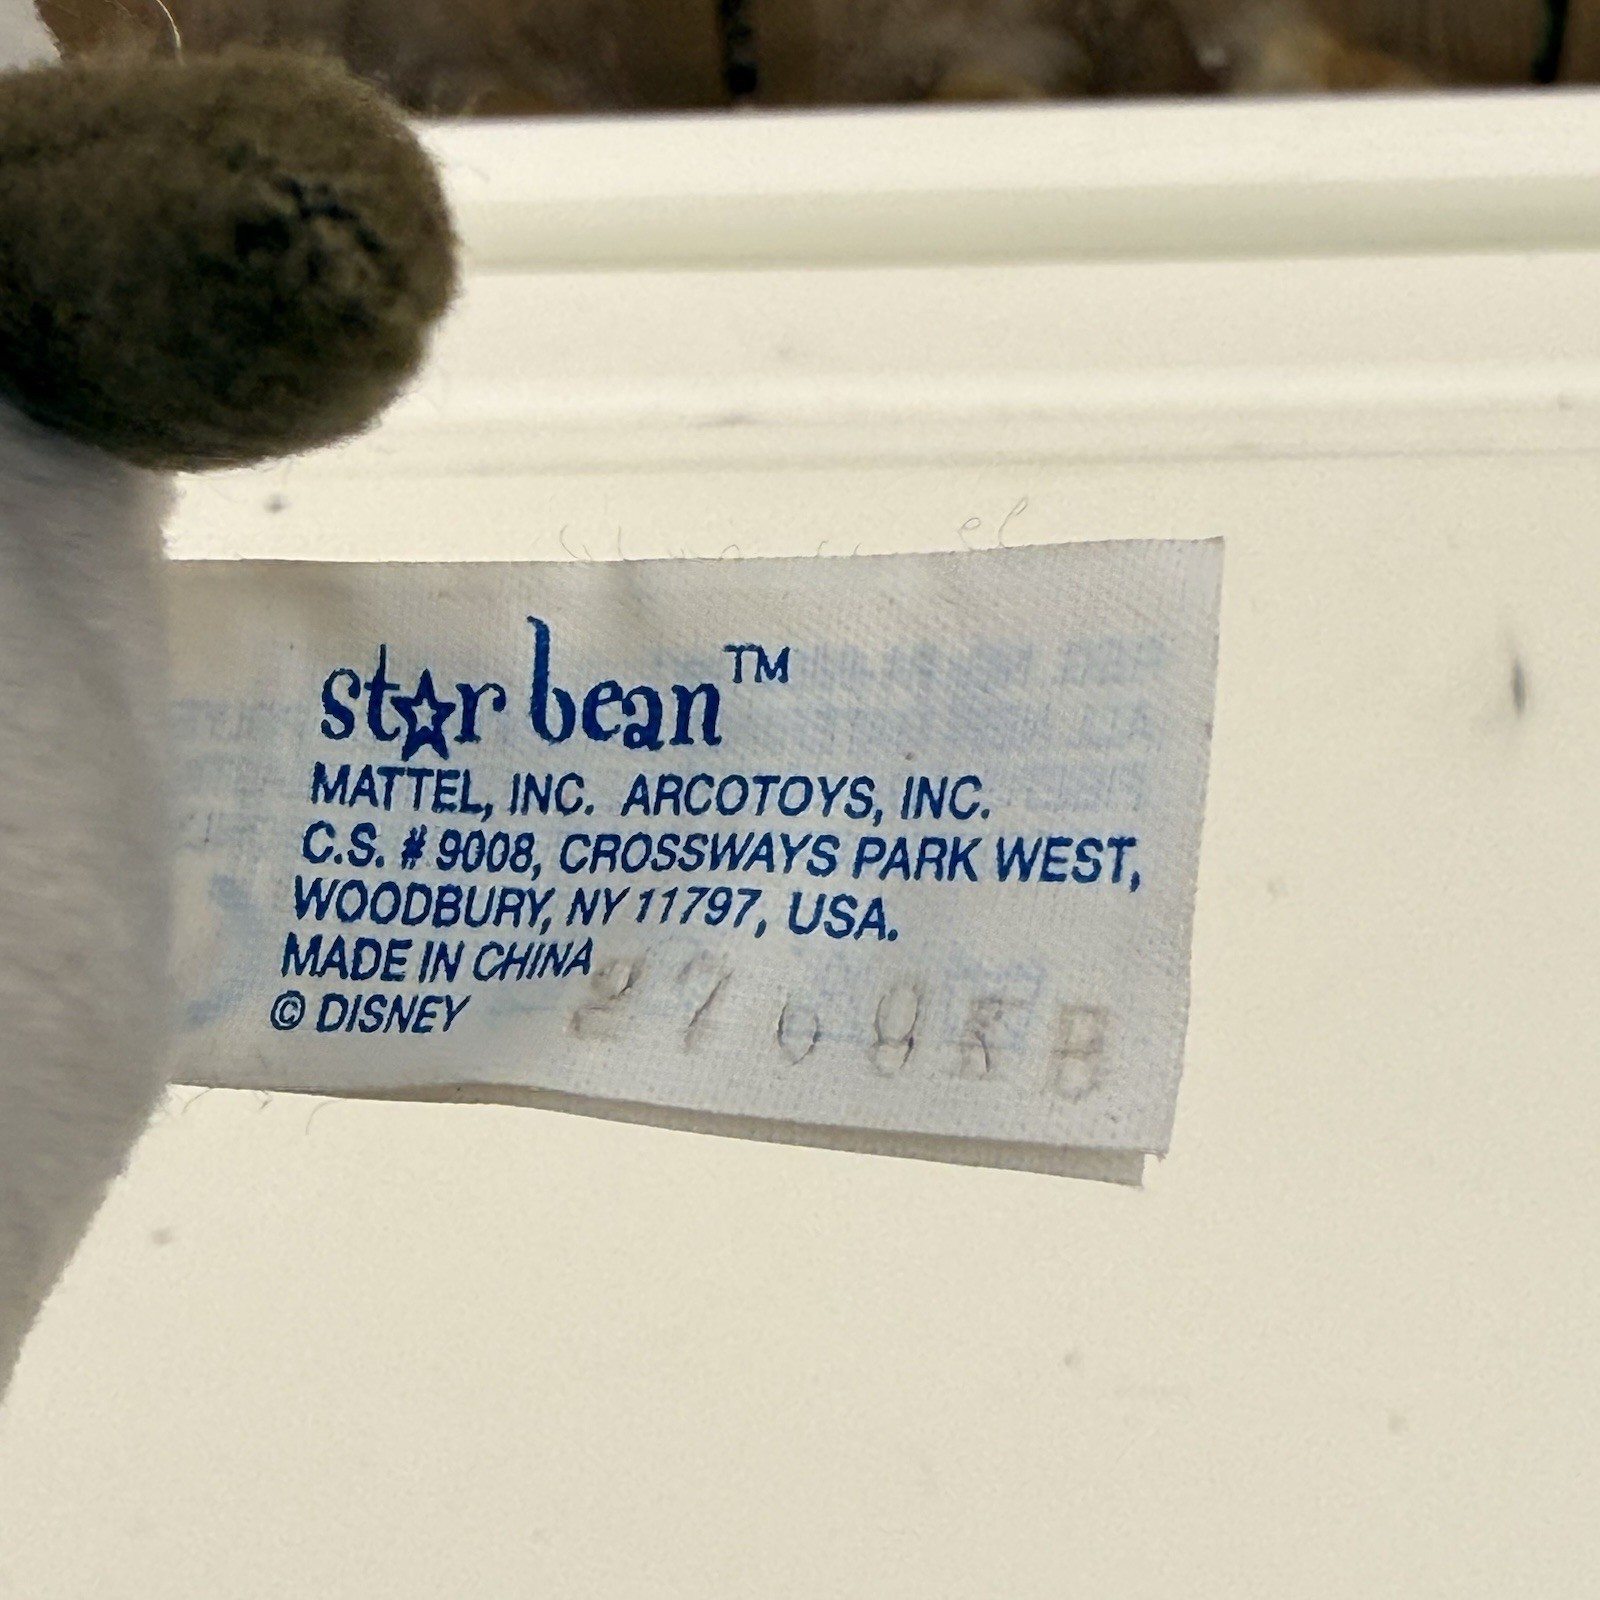 star bean™
MATTEL, INC. ARCOTOYS, INC.
C.S. # 9008, CROSSWAYS PARK WEST,
WOODBURY, NY 11797, USA.
MADE IN CHINA
© DISNEY